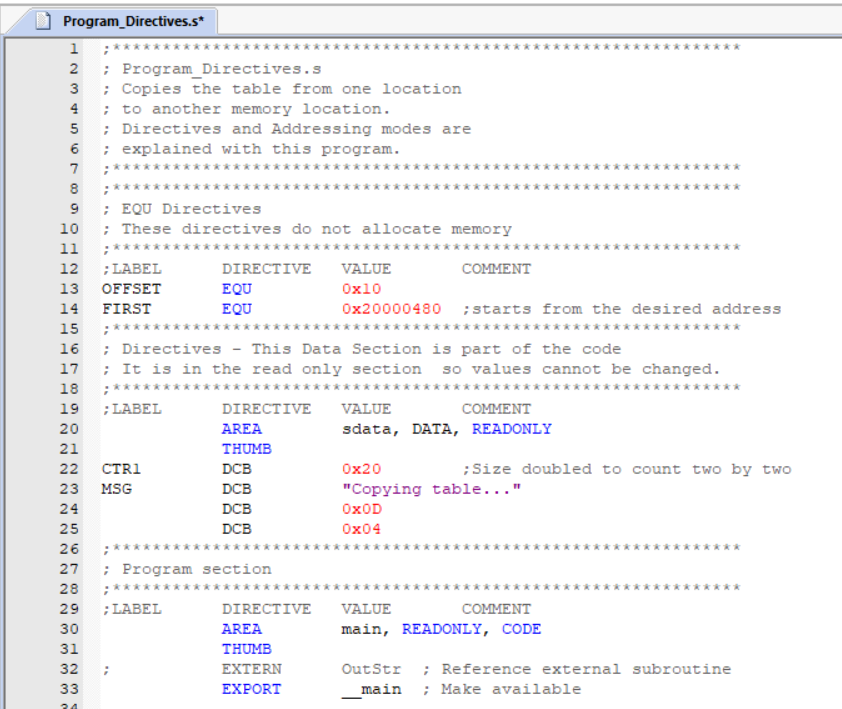 Program_Directives.s*
1 ;***************************************************************
2 ; Program_Directives.s
3 ; Copies the table from one location
4 ; to another memory location.
5 ; Directives and Addressing modes are
6 ; explained with this program.
7 ;***************************************************************
8 ;***************************************************************
9 ; EQU Directives
10 ; These directives do not allocate memory
11 ;***************************************************************
12 ;LABEL      DIRECTIVE   VALUE       COMMENT
13 OFFSET      EQU         0x10
14 FIRST       EQU         0x20000480  ;starts from the desired address
15 ;***************************************************************
16 ; Directives - This Data Section is part of the code
17 ; It is in the read only section  so values cannot be changed.
18 ;***************************************************************
19 ;LABEL      DIRECTIVE   VALUE       COMMENT
20             AREA        sdata, DATA, READONLY
21             THUMB
22 CTR1        DCB         0x20        ;Size doubled to count two by two
23 MSG         DCB         "Copying table..."
24             DCB         0x0D
25             DCB         0x04
26 ;***************************************************************
27 ; Program section
28 ;***************************************************************
29 ;LABEL      DIRECTIVE   VALUE       COMMENT
30             AREA        main, READONLY, CODE
31             THUMB
32 ;           EXTERN      OutStr  ; Reference external subroutine
33             EXPORT      __main  ; Make available
34